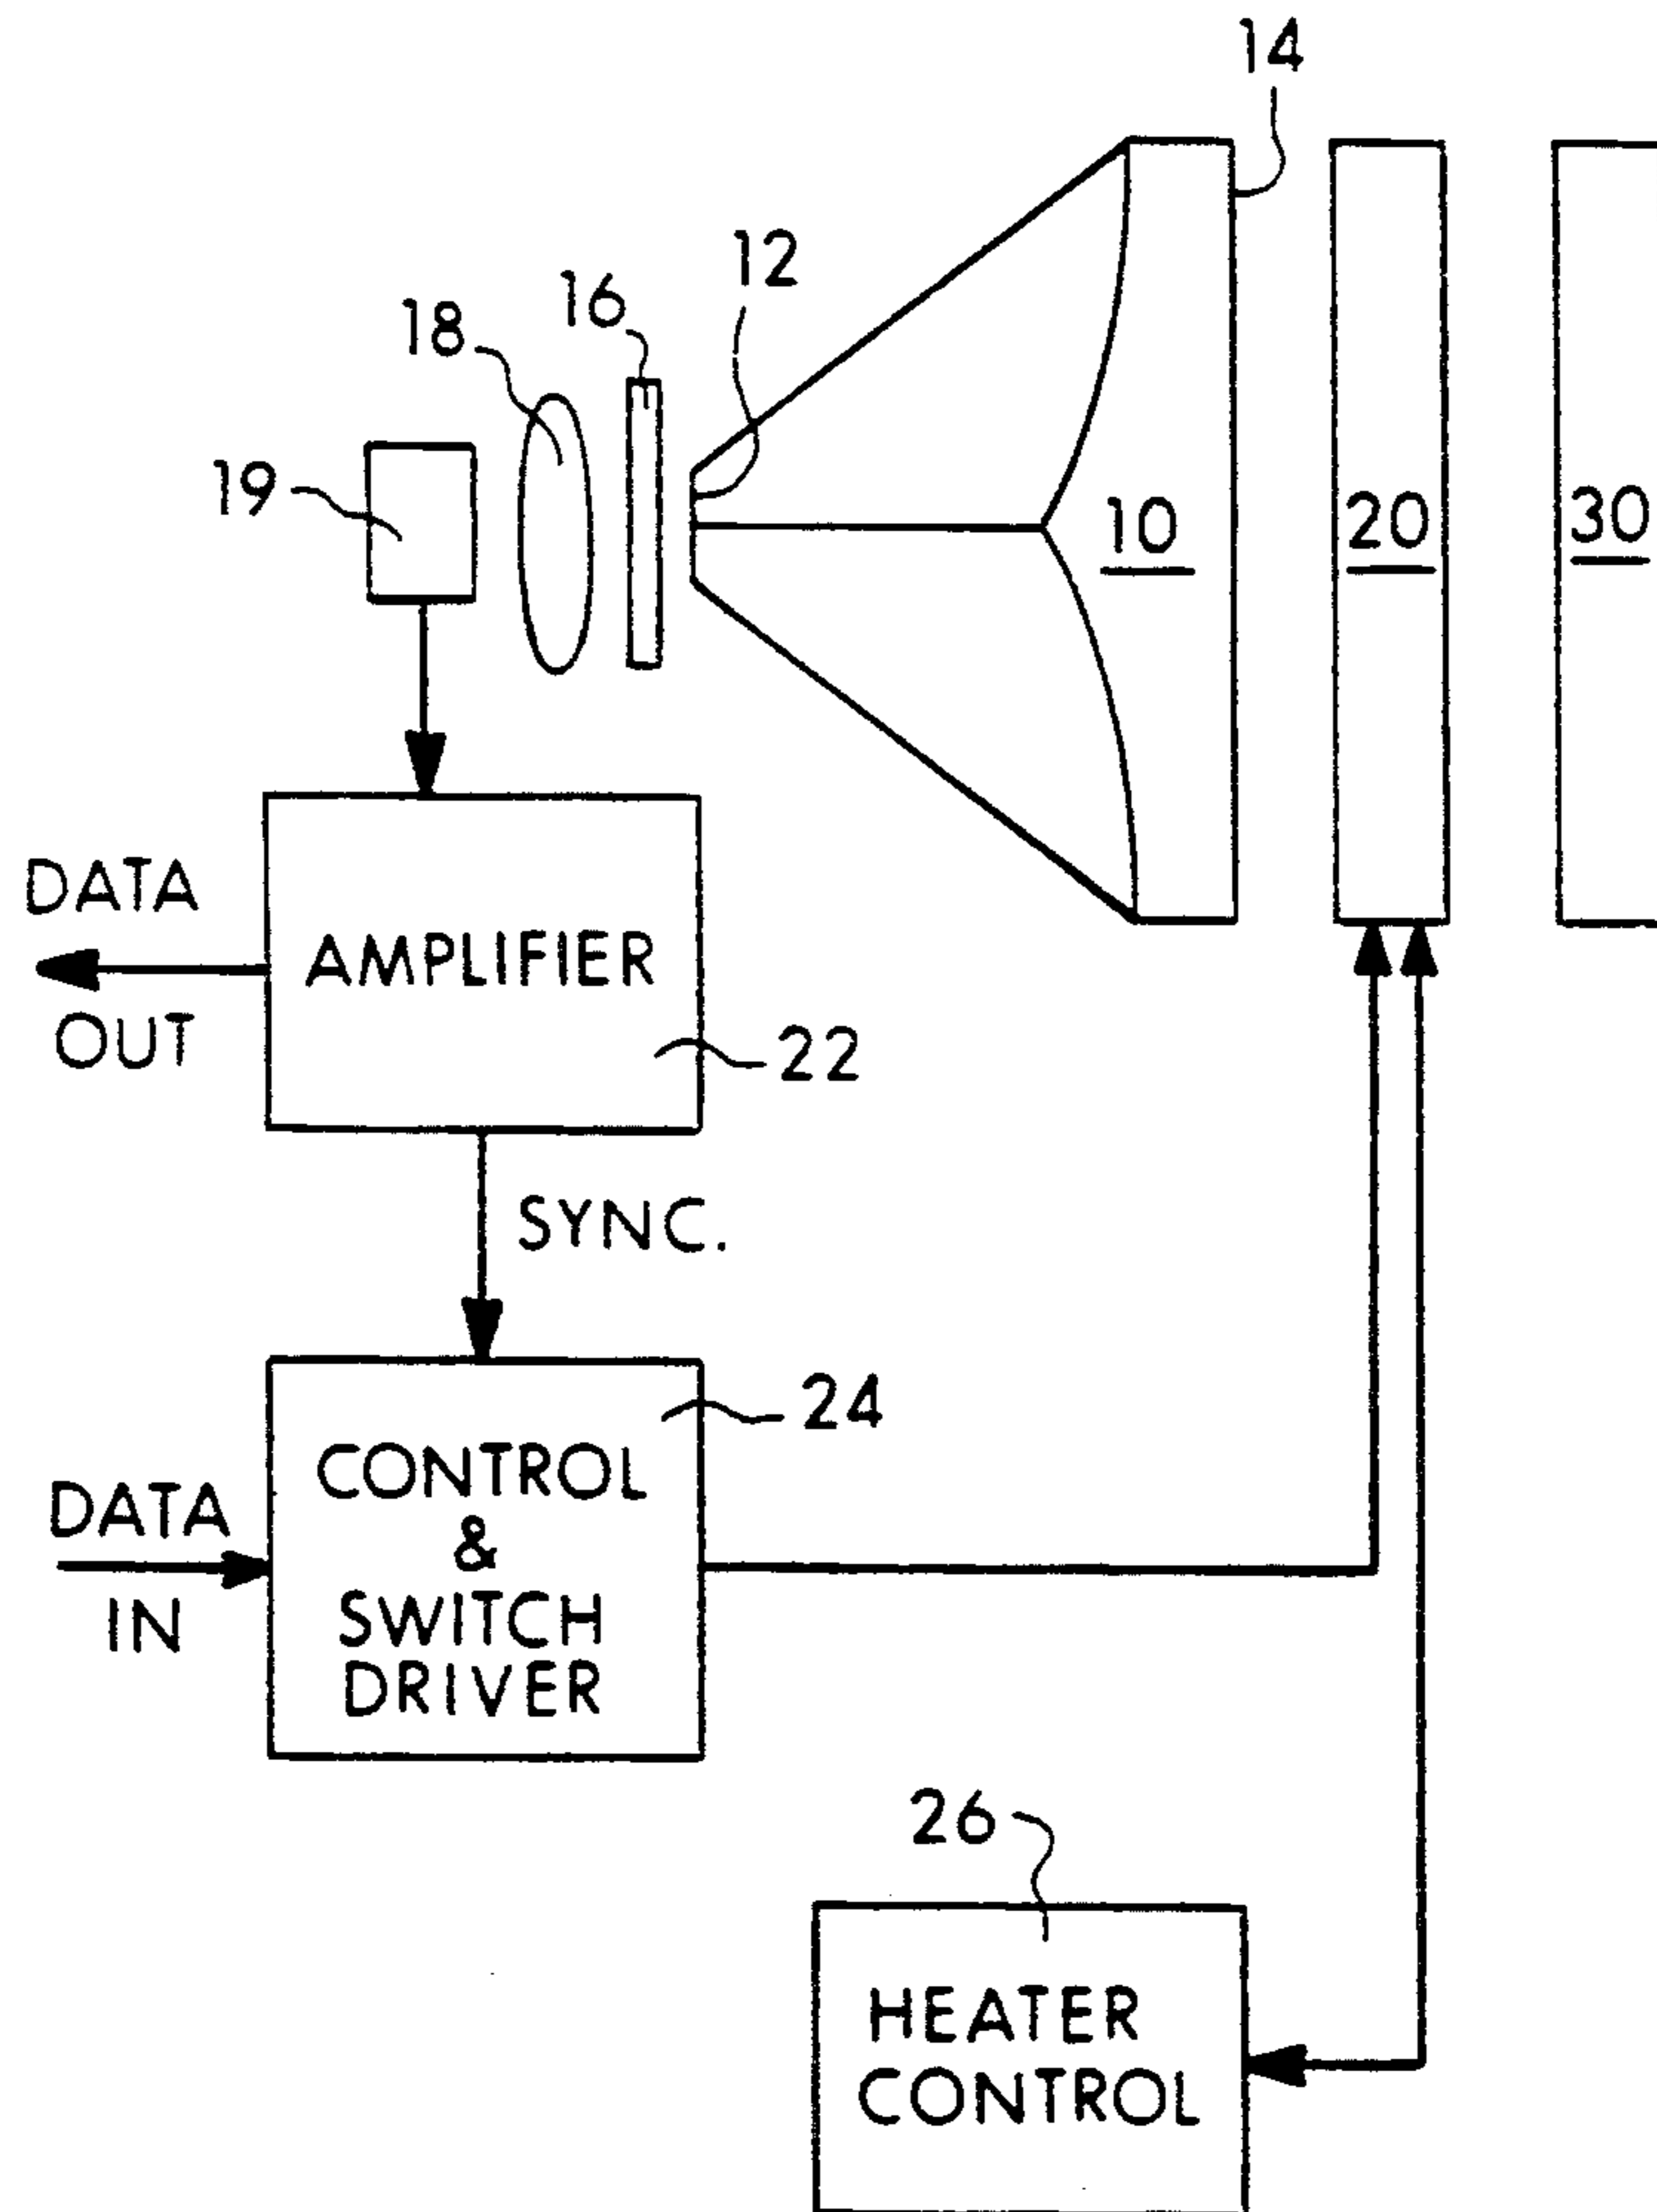 14
12
16
18
19
10
20
30
DATA
OUT
AMPLIFIER
22
SYNC.
24
CONTROL
&
SWITCH
DRIVER
DATA
IN
26
HEATER
CONTROL